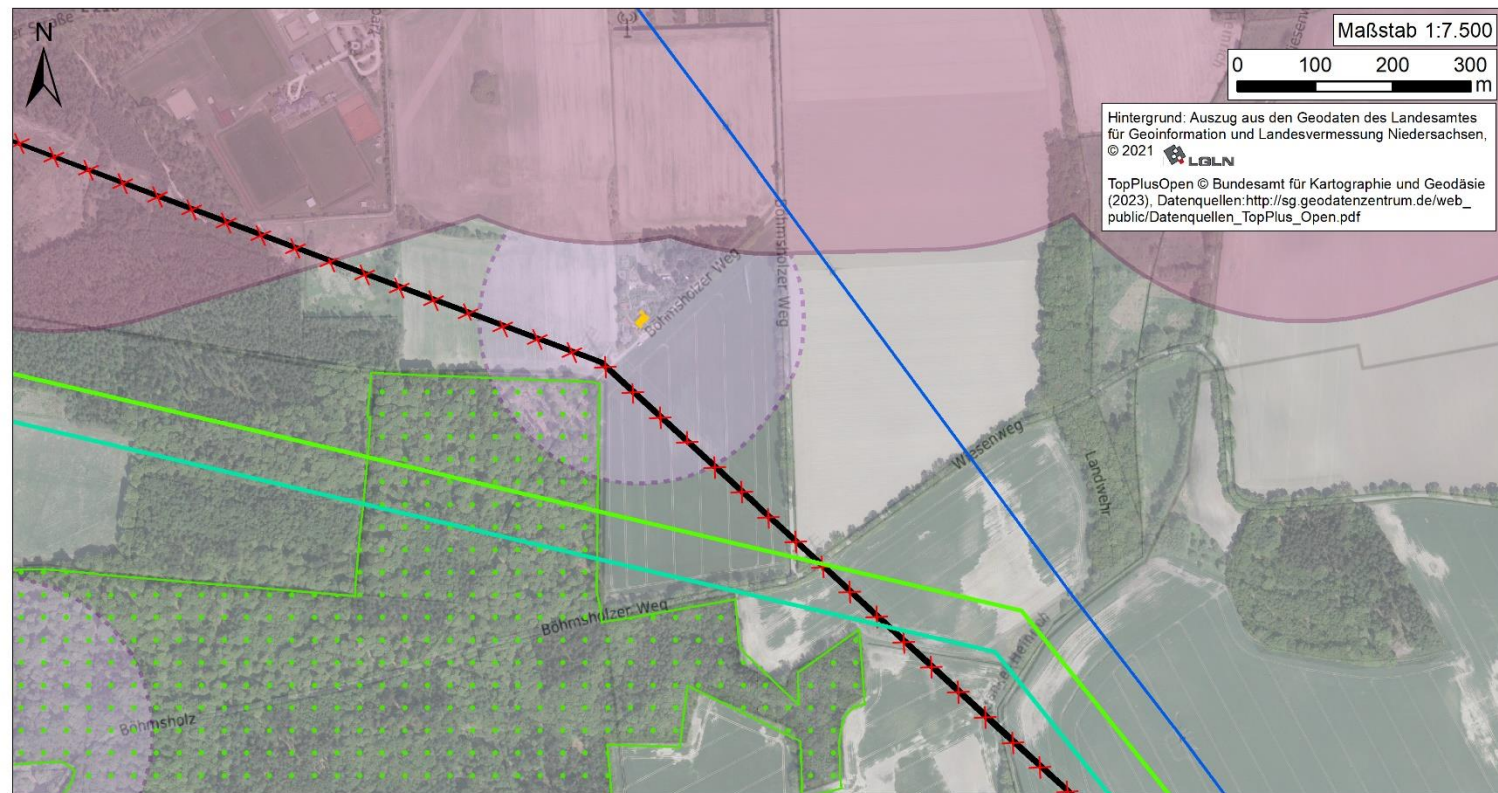 N
Maßstab 1:7.500
0 100 200 300
m
Hintergrund: Auszug aus den Geodaten des Landesamtes
für Geoinformation und Landesvermessung Niedersachsen,
© 2021 LGLN
TopPlusOpen © Bundesamt für Kartographie und Geodäsie
(2023), Datenquellen:http://sg.geodatenzentrum.de/web_
public/Datenquellen_TopPlus_Open.pdf
Böhmsholzer Weg
Böhmsholzer Weg
Wiesenweg
Landwehr
Böhmsholzer Weg
Böhmsholz